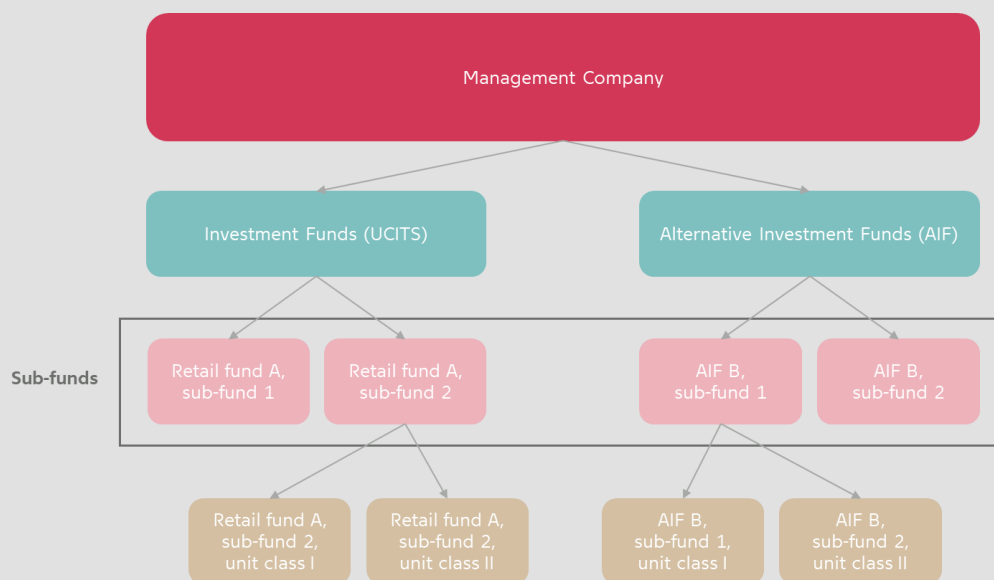 Management Company
Investment Funds (UCITS)
Alternative Investment Funds (AIF)
Sub-funds
Retail fund A,
sub-fund 1
Retail fund A,
sub-fund 2
AIF B,
sub-fund 1
AIF B,
sub-fund 2
Retail fund A,
sub-fund 2,
unit class I
Retail fund A,
sub-fund 2,
unit class II
AIF B,
sub-fund 1,
unit class I
AIF B,
sub-fund 2,
unit class II